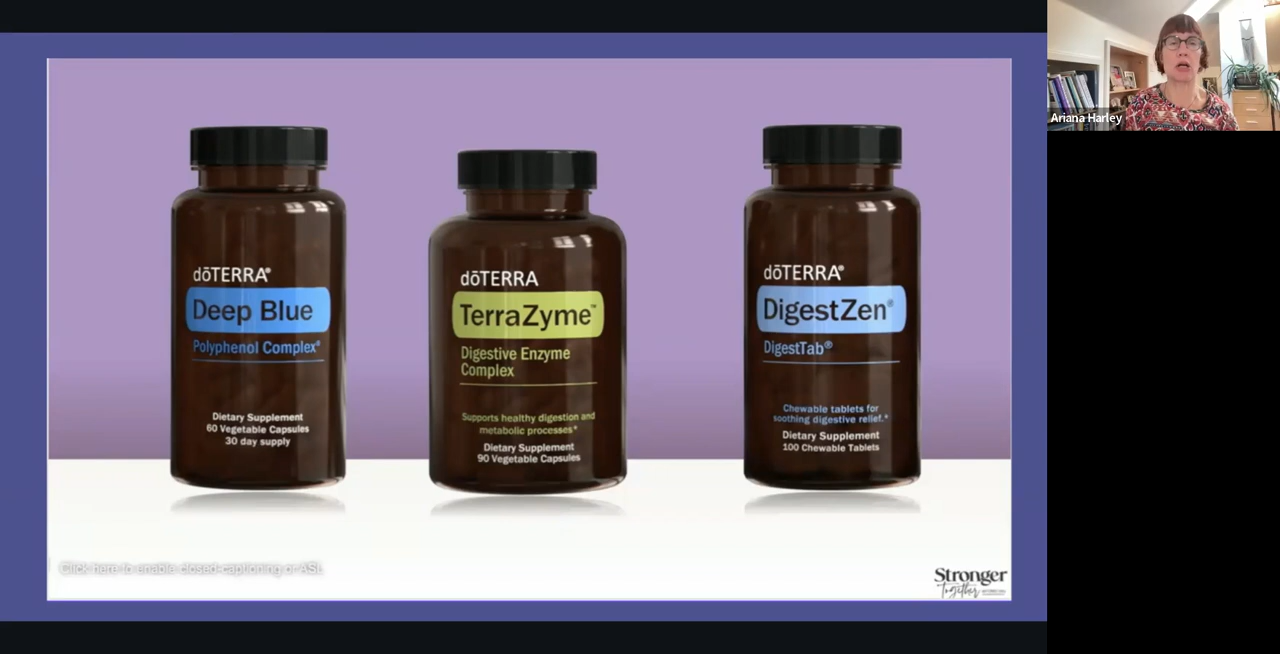 Ariana Harley
dōTERRA®
Deep Blue
Polyphenol Complex®
Dietary Supplement
60 Vegetable Capsules
30 day supply
dōTERRA
TerraZyme™
Digestive Enzyme
Complex
Supports healthy digestion and
metabolic processes*
Dietary Supplement
90 Vegetable Capsules
dōTERRA®
DigestZen®
DigestTab®
Chewable tablets for
soothing digestive relief.*
Dietary Supplement
100 Chewable Tablets
Click here to enable closed-captioning or ASL
Stronger
Together